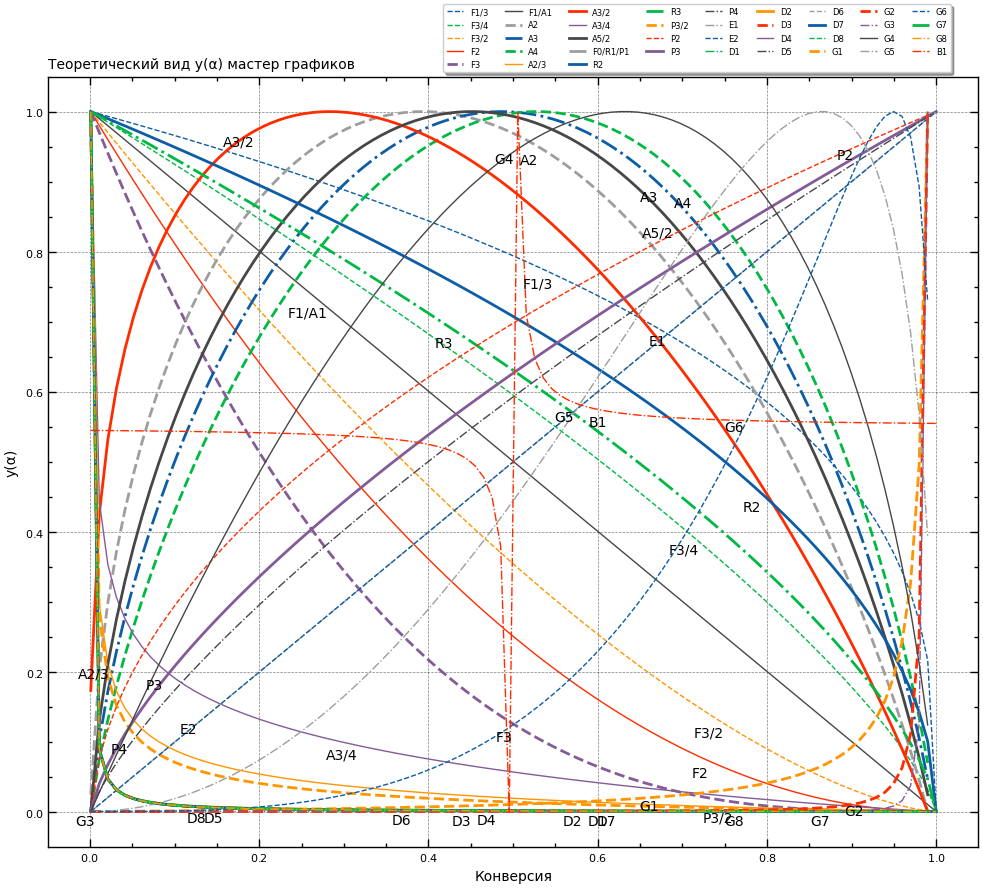 F1/3 F1/A1 A3/2 R3 P4 D2 D6 G2 G6
F3/4 A2 A3/4 P3/2 E1 D3 D7 G3 G7
F3/2 A3 A5/2 P2 E2 D4 D8 G4 G8
F2 A4 F0/R1/P1 P3 D1 D5 G1 G5 B1
F3 A2/3 R2
Теоретический вид y(α) мастер графиков
1.0
0.8
0.6
0.4
0.2
0.0
y(α)
A3/2
G4 A2
P2
A3
A4
A5/2
F1/3
F1/A1
R3
E1
G5
B1
G6
R2
F3/4
A2/3
P3
E2
P4
F3
A3/4
F3/2
F2
G1
G2
G3
D8
D5
D6
D3
D4
D2
D7
P3/2
G8
G7
0.0 0.2 0.4 0.6 0.8 1.0
Конверсия